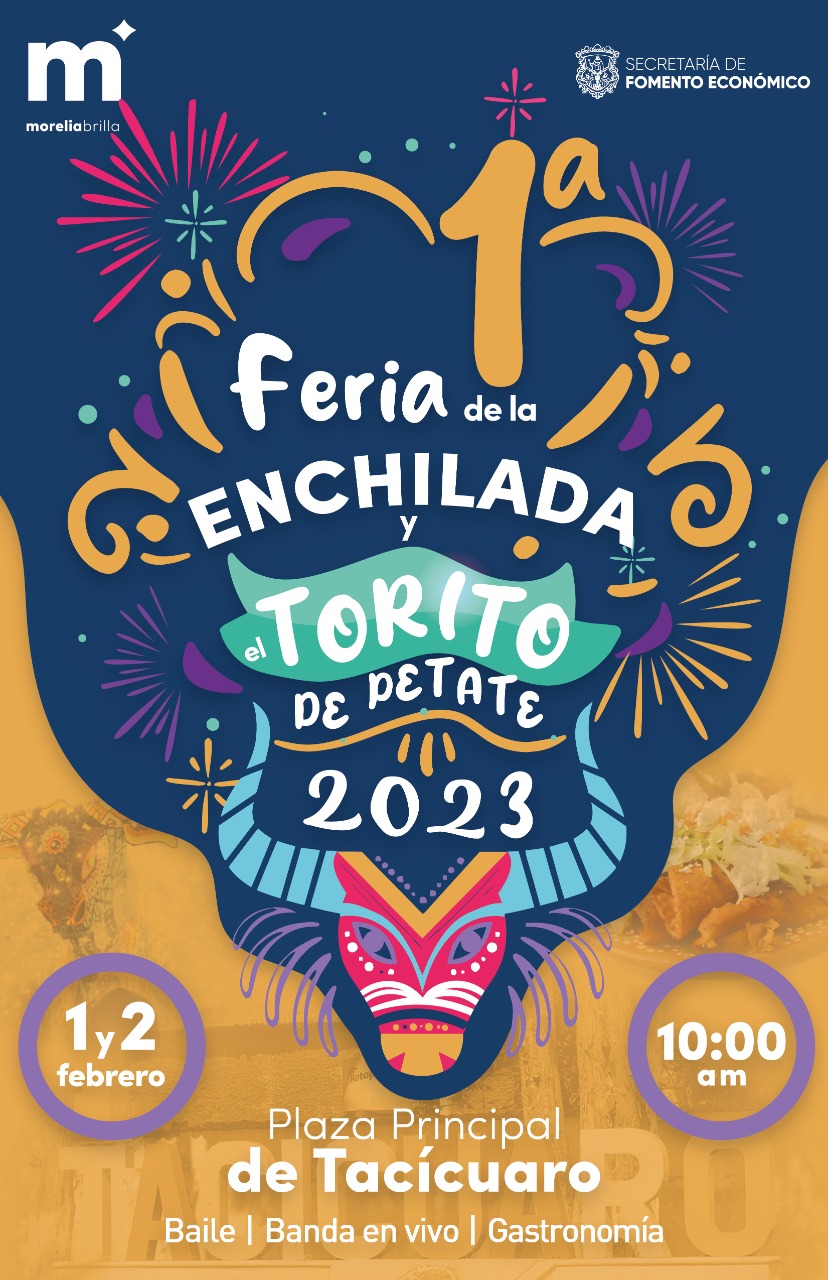 m
moreliabrilla
SECRETARÍA DE
FOMENTO ECONÓMICO
1a
Feria de la
ENCHILADA
y
el TORITO
DE PETATE
2023
1 y 2
febrero
10:00
am
Plaza Principal
de Tacícuaro
Baile | Banda en vivo | Gastronomía
TACICUARO